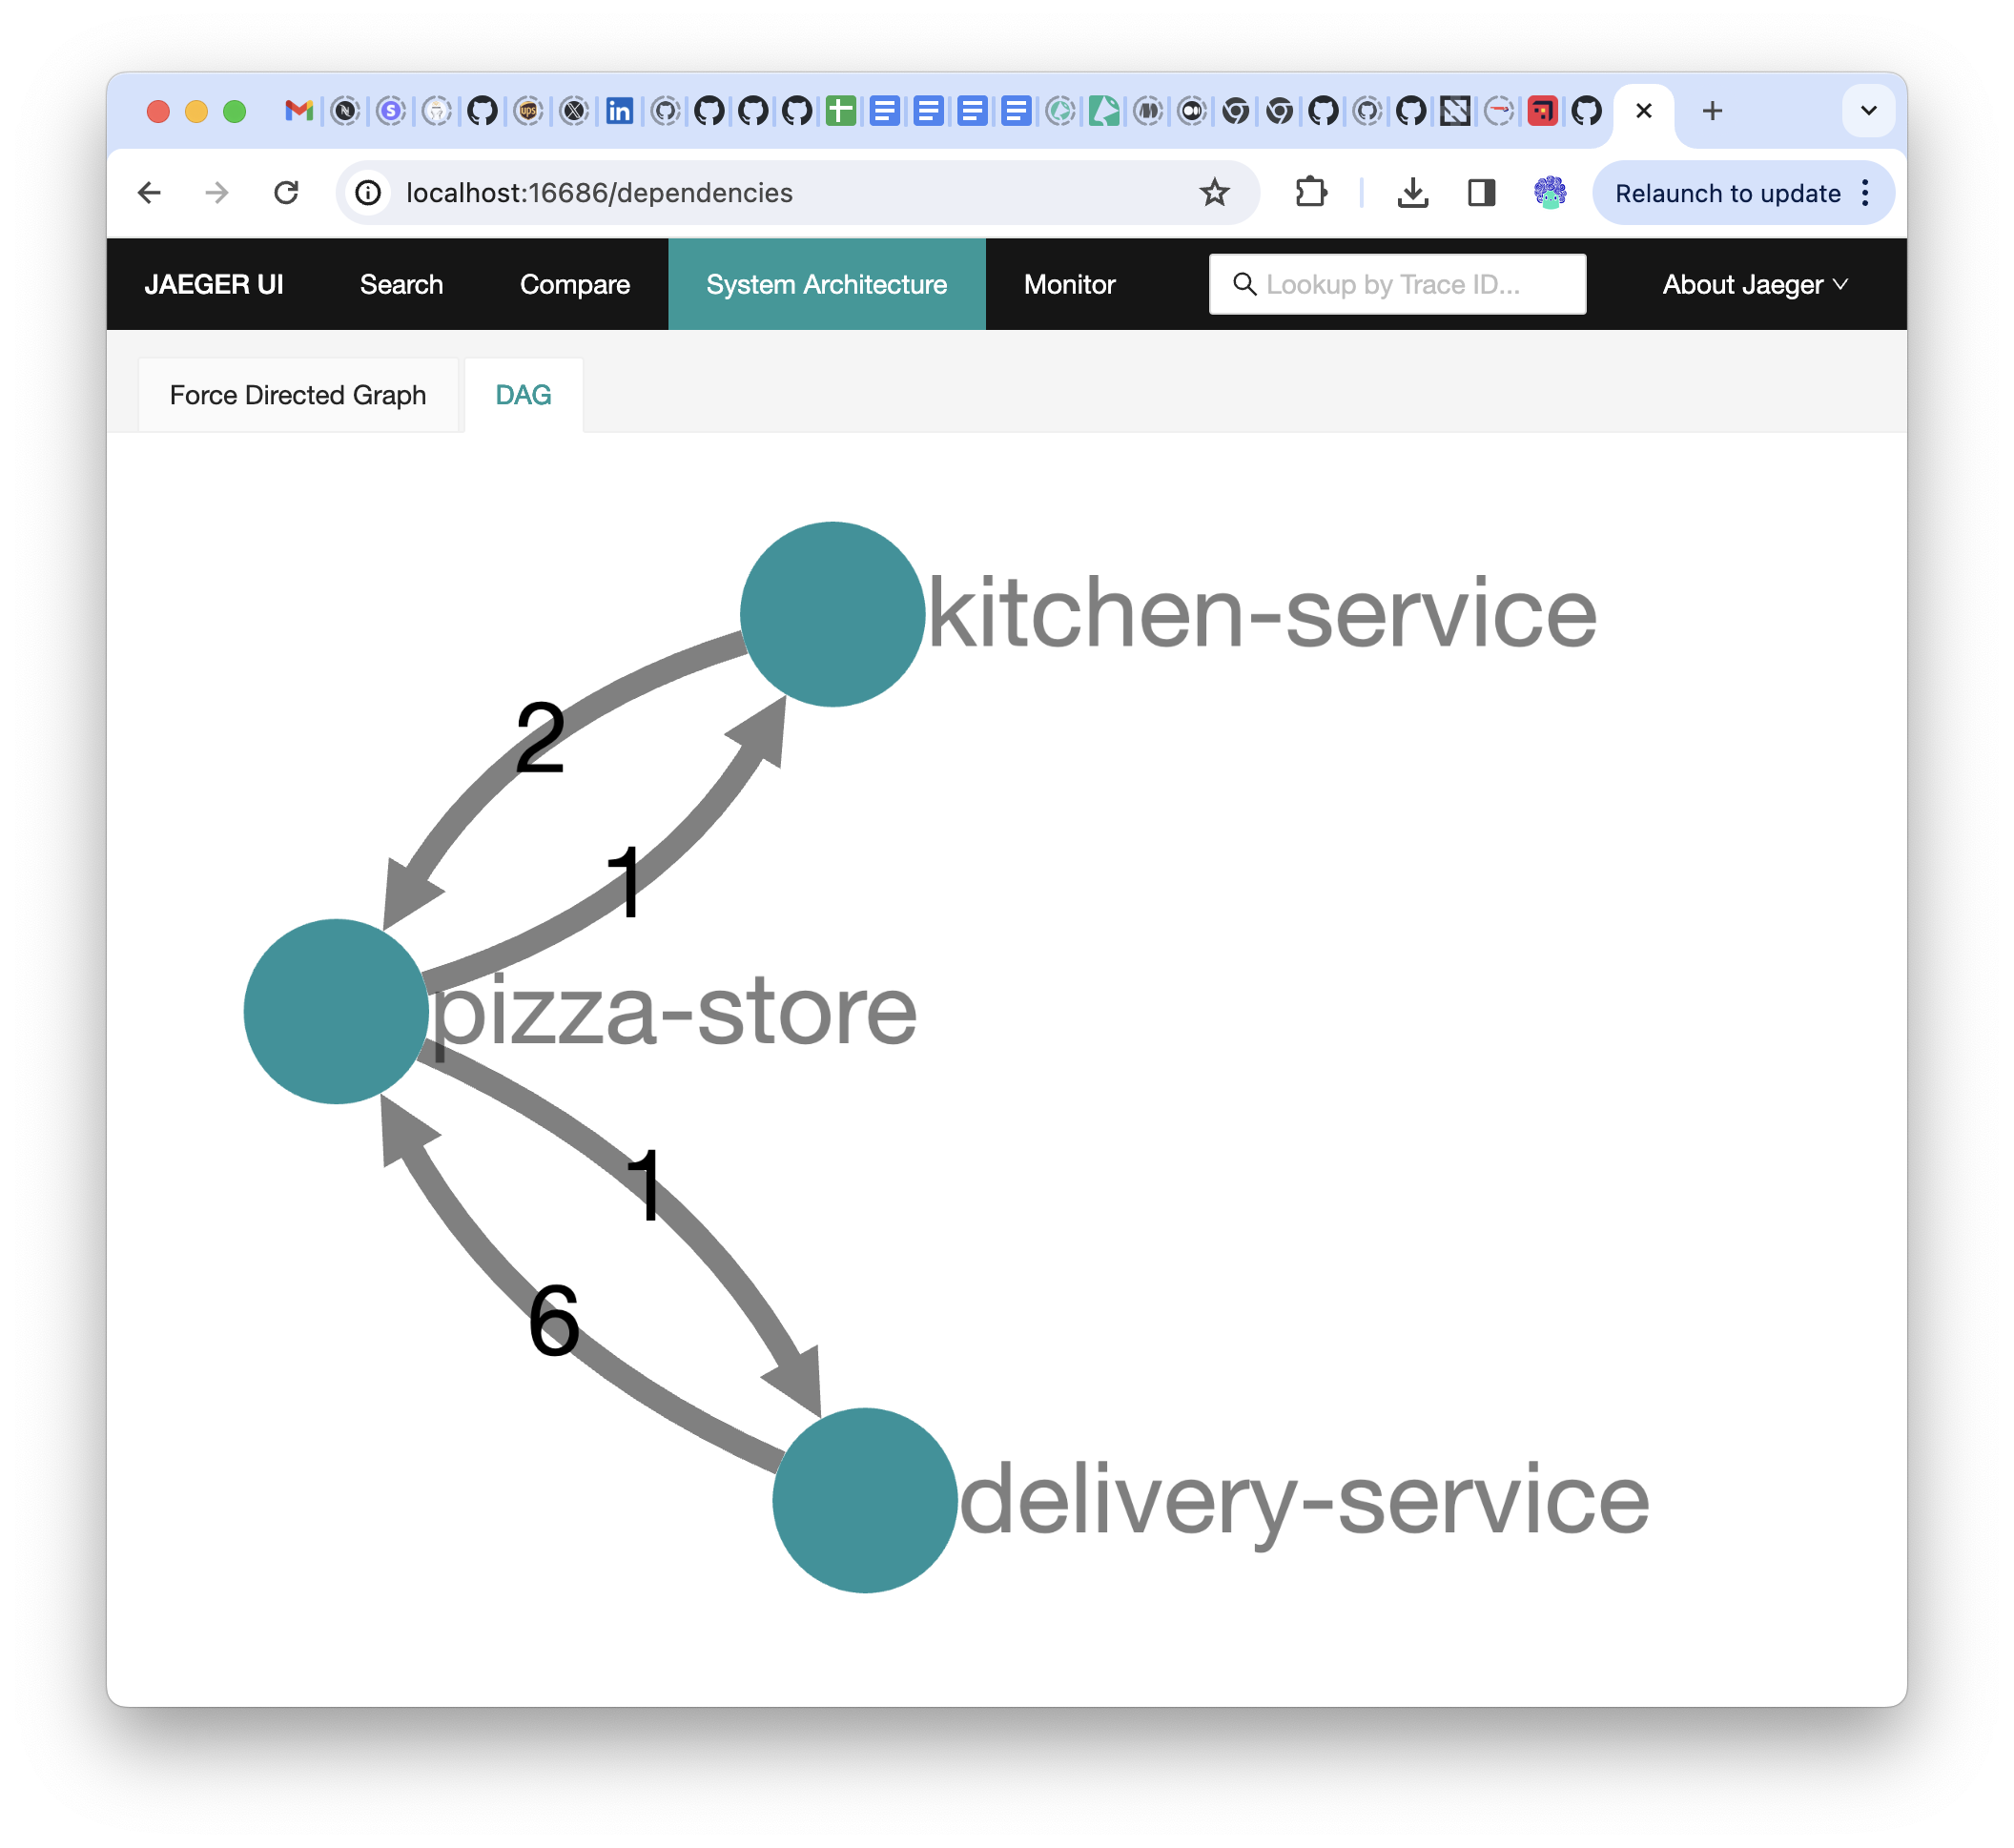 localhost:16686/dependencies
Relaunch to update
JAEGER UI Search Compare System Architecture Monitor Lookup by Trace ID... About Jaeger
Force Directed Graph DAG
kitchen-service
2
1
pizza-store
1
6
delivery-service